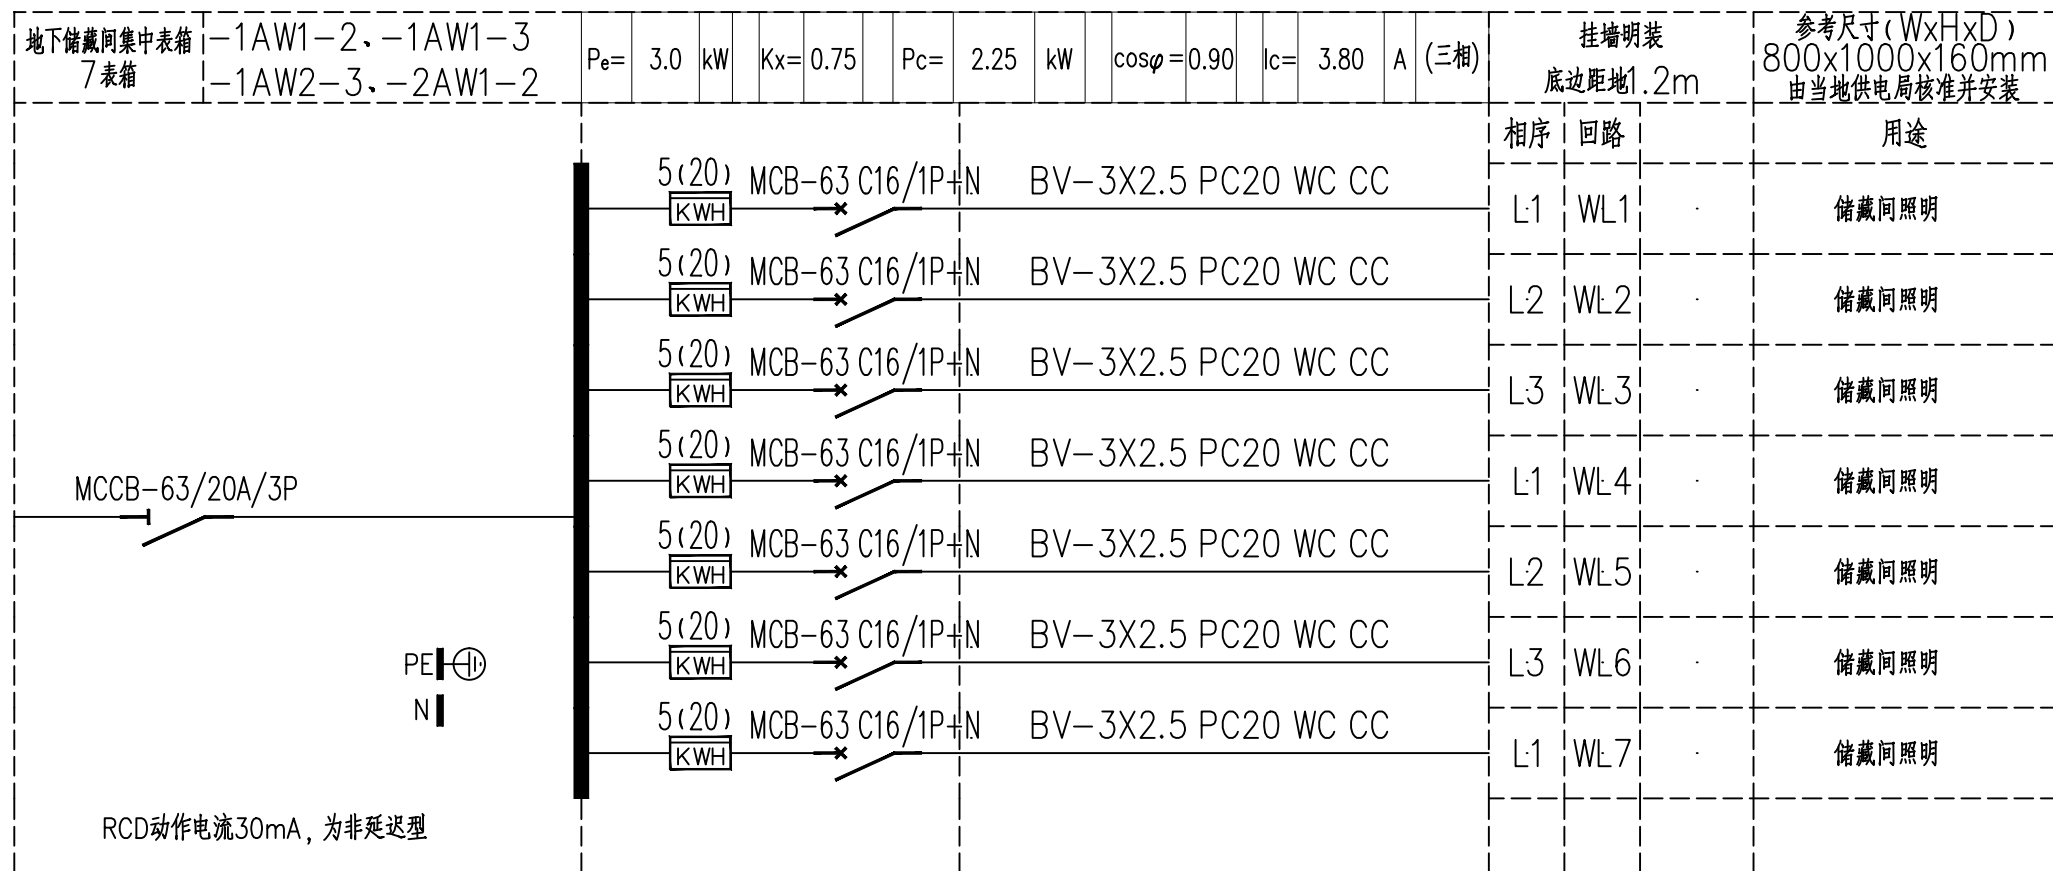 地下储藏间集中表箱
7表箱
-1AW1-2、-1AW1-3
-1AW2-3、-2AW1-2
Pe= 3.0 kW Kx= 0.75 Pc= 2.25 kW cosφ= 0.90 Ic= 3.80 A (三相)
挂墙明装
底边距地1.2m
参考尺寸(WxHxD)
800x1000x160mm
由当地供电局核准并安装
相序 回路 用途
5(20) MCB-63 C16/1P+N BV-3X2.5 PC20 WC CC
KWH L1 WL1 储藏间照明
5(20) MCB-63 C16/1P+N BV-3X2.5 PC20 WC CC
KWH L2 WL2 储藏间照明
5(20) MCB-63 C16/1P+N BV-3X2.5 PC20 WC CC
KWH L3 WL3 储藏间照明
5(20) MCB-63 C16/1P+N BV-3X2.5 PC20 WC CC
KWH L1 WL4 储藏间照明
MCCB-63/20A/3P
5(20) MCB-63 C16/1P+N BV-3X2.5 PC20 WC CC
KWH L2 WL5 储藏间照明
5(20) MCB-63 C16/1P+N BV-3X2.5 PC20 WC CC
KWH L3 WL6 储藏间照明
PE
N
5(20) MCB-63 C16/1P+N BV-3X2.5 PC20 WC CC
KWH L1 WL7 储藏间照明
RCD动作电流30mA, 为非延迟型